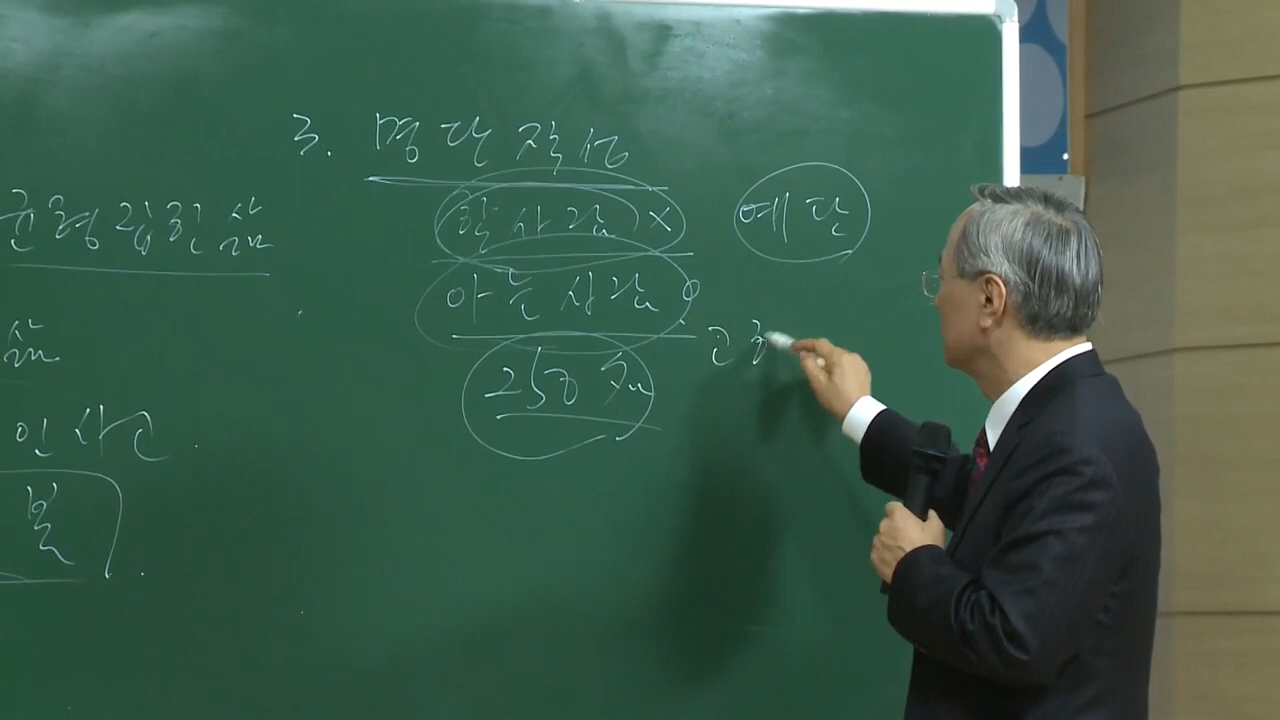 균형잡힌 삶
삶
인 사고
3. 명단작성
할 사람 X
아는 사람 O
250
예단